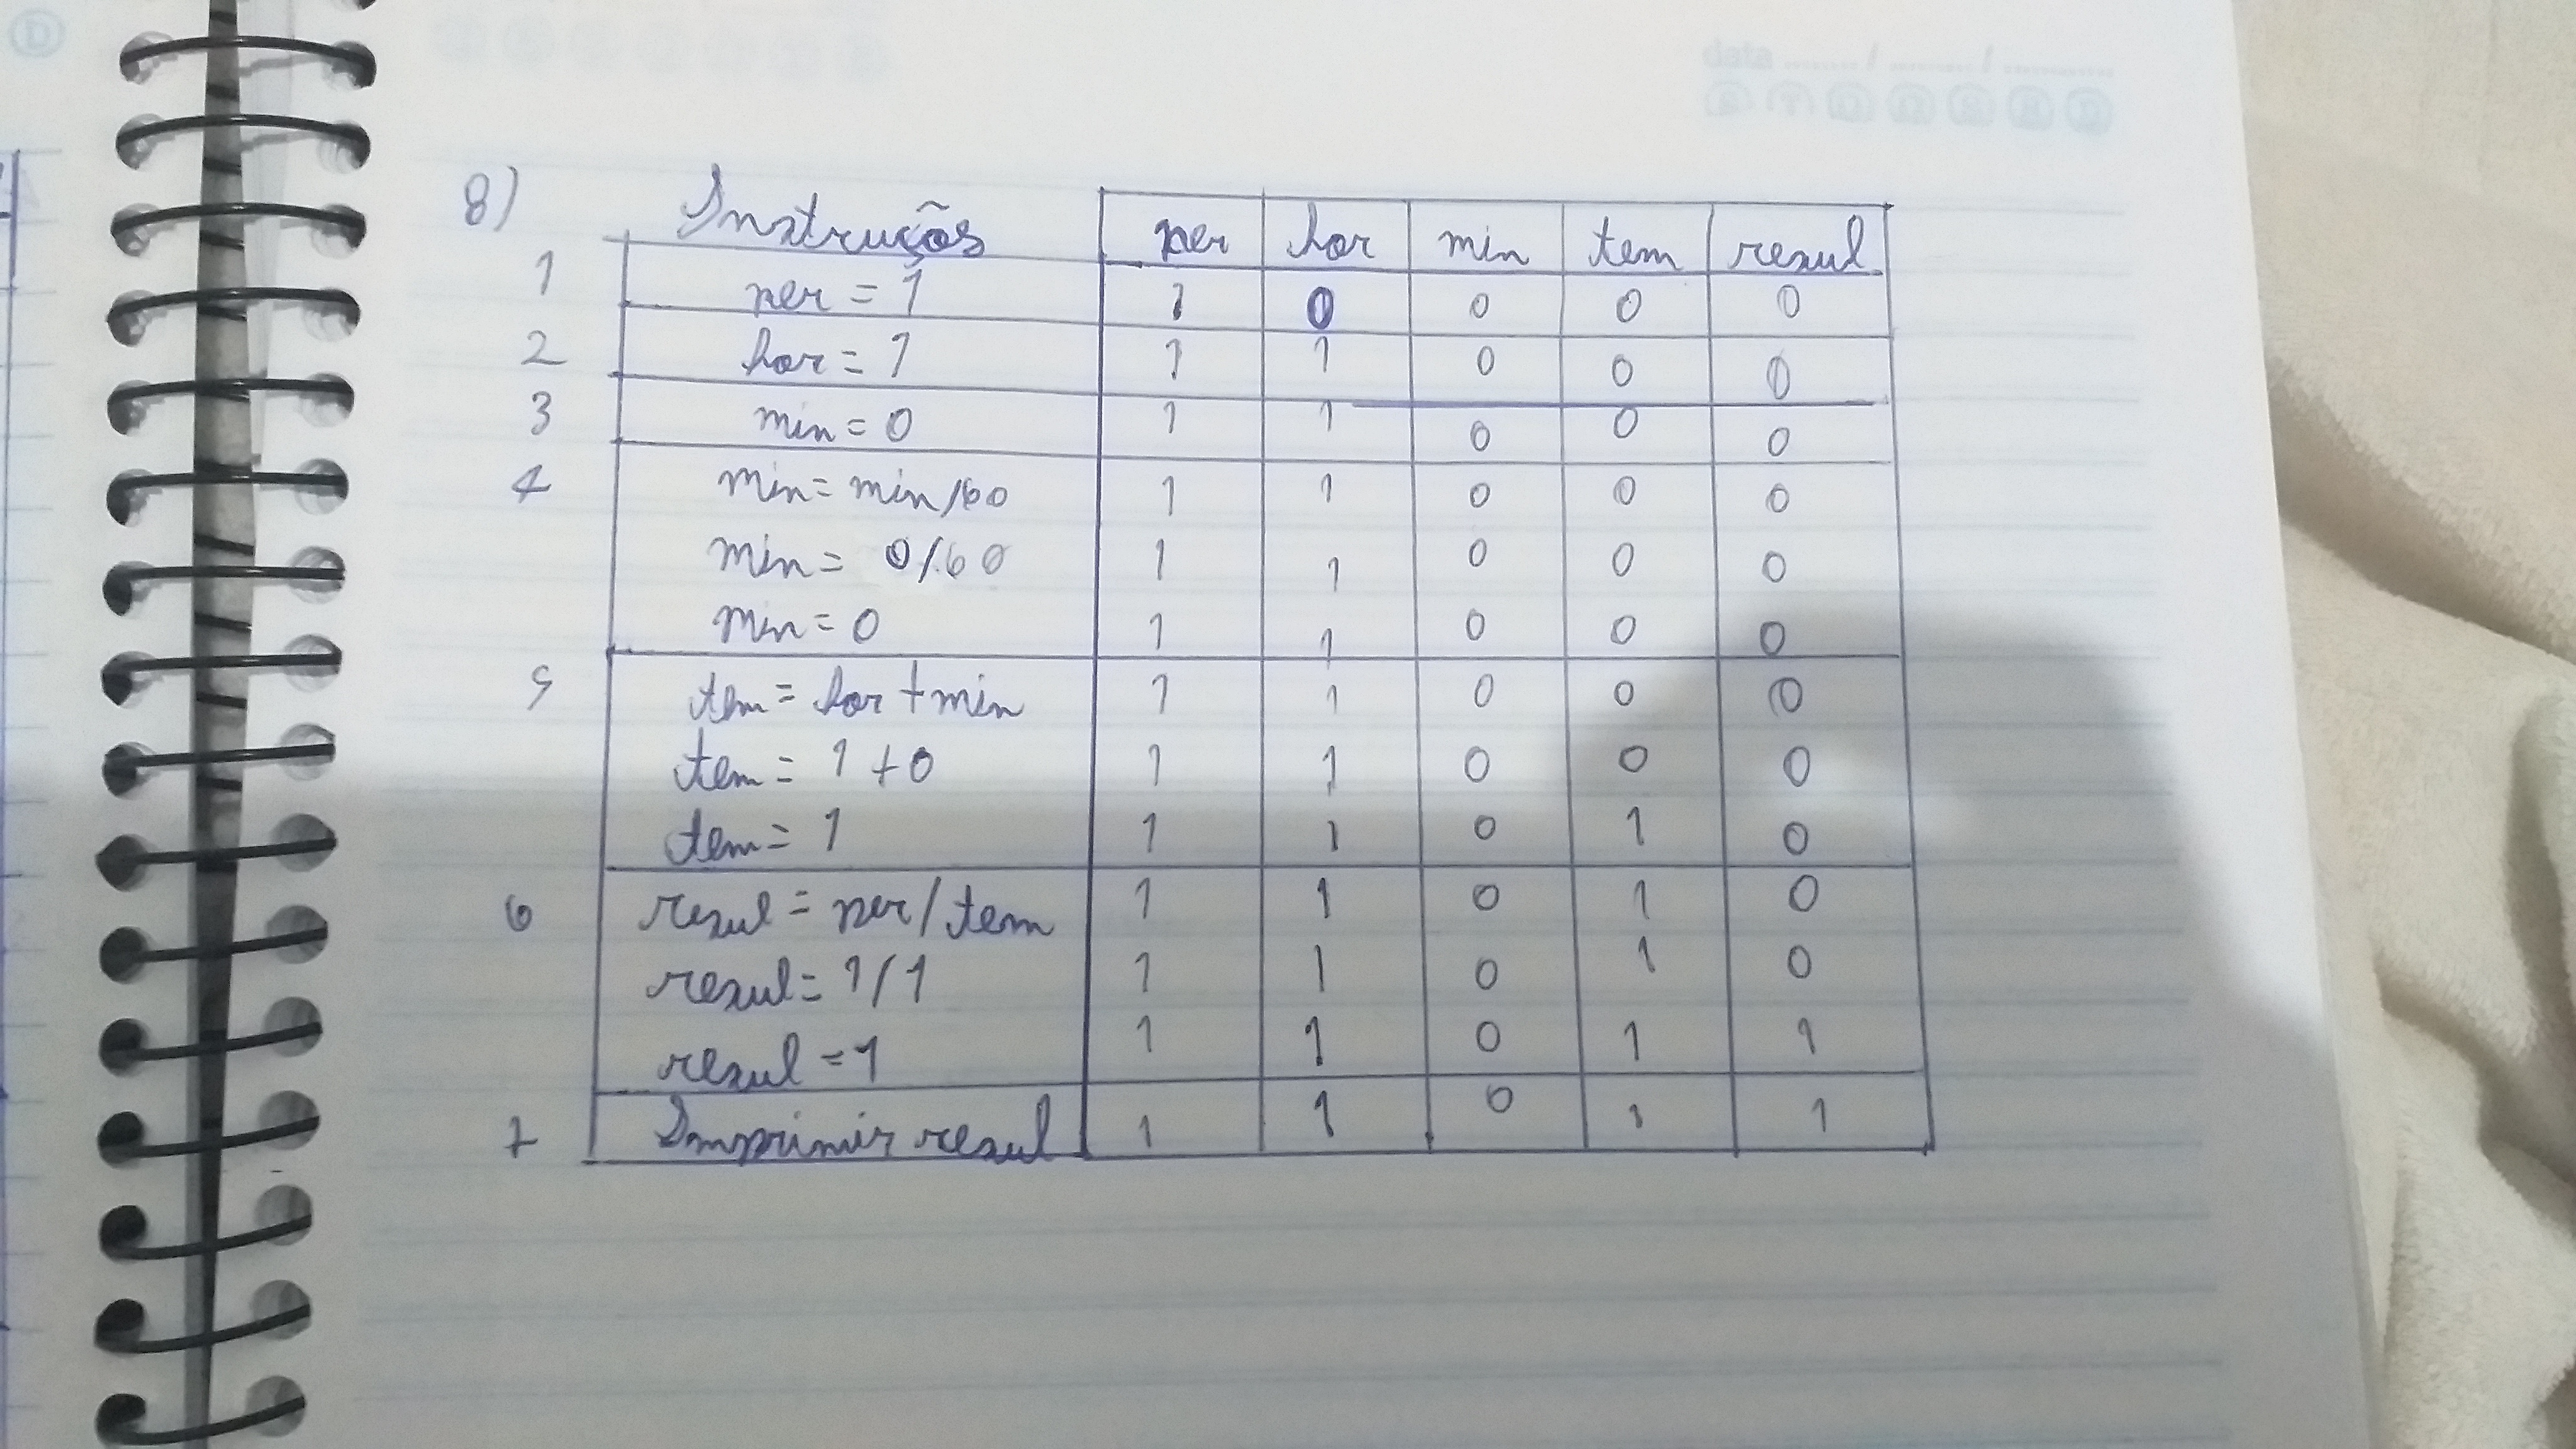 data ......... / ......... / ............
8) Instruções per hor min tem resul
1 per = 1 1 0 0 0 0
2 hor = 1 1 1 0 0 0
3 min = 0 1 1 0 0 0
4 min = min/60 1 1 0 0 0
min = 0/60 1 1 0 0 0
min = 0 1 1 0 0 0
5 tem = hor + min 1 1 0 0 0
tem = 1 + 0 1 1 0 0 0
tem = 1 1 1 0 1 0
6 resul = per/tem 1 1 0 1 0
resul = 1/1 1 1 0 1 0
resul = 1 1 1 0 1 1
7 Imprimir resul 1 1 0 1 1